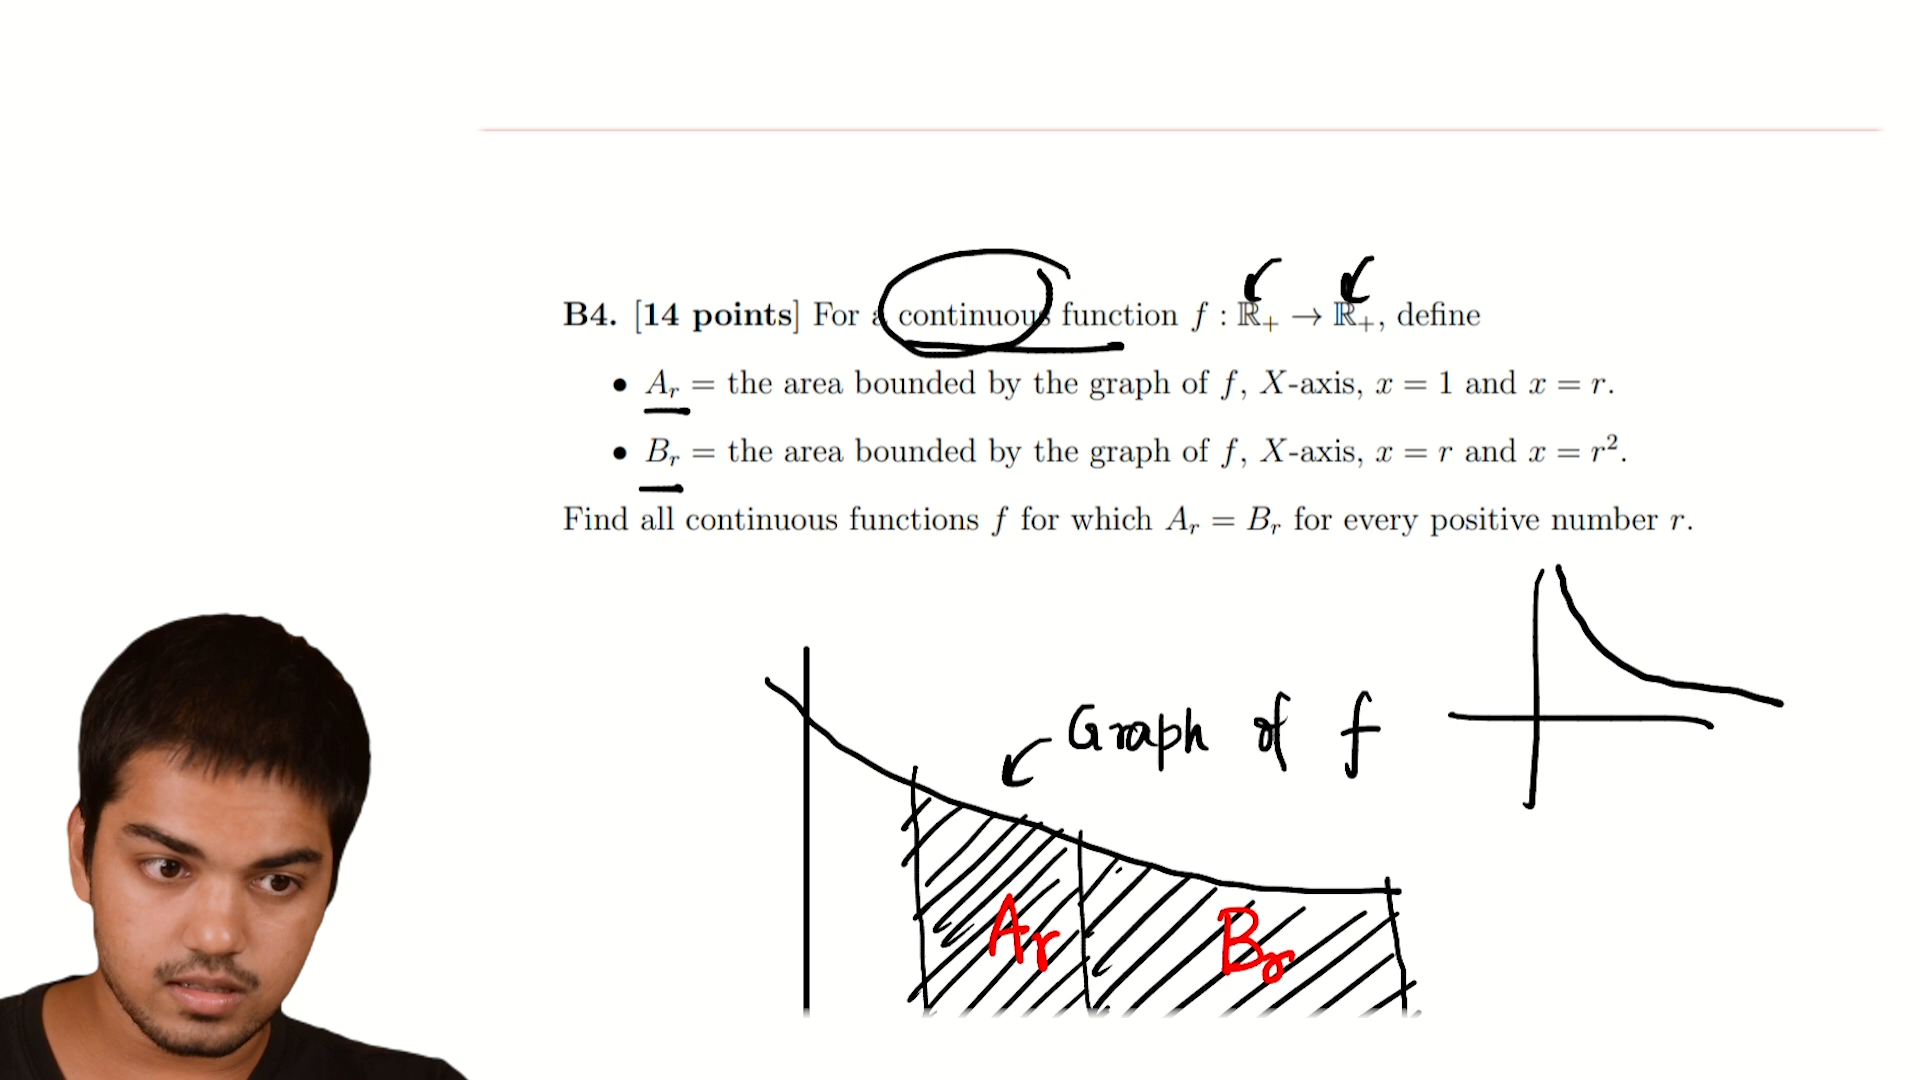 B4. [14 points] For a continuous function f : ℝ₊ → ℝ₊, define
• Aᵣ = the area bounded by the graph of f, X-axis, x = 1 and x = r.
• Bᵣ = the area bounded by the graph of f, X-axis, x = r and x = r².
Find all continuous functions f for which Aᵣ = Bᵣ for every positive number r.
Graph of f
Aᵣ
Bᵣ